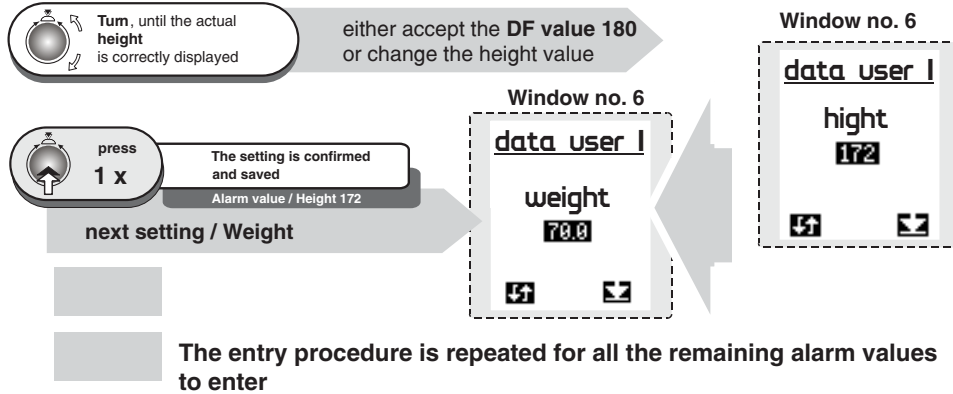 Turn, until the actual
height
is correctly displayed
either accept the DF value 180
or change the height value
Window no. 6
data user I
hight
172
Window no. 6
data user I
weight
70.0
press
1 x
The setting is confirmed
and saved
Alarm value / Height 172
next setting / Weight
The entry procedure is repeated for all the remaining alarm values
to enter